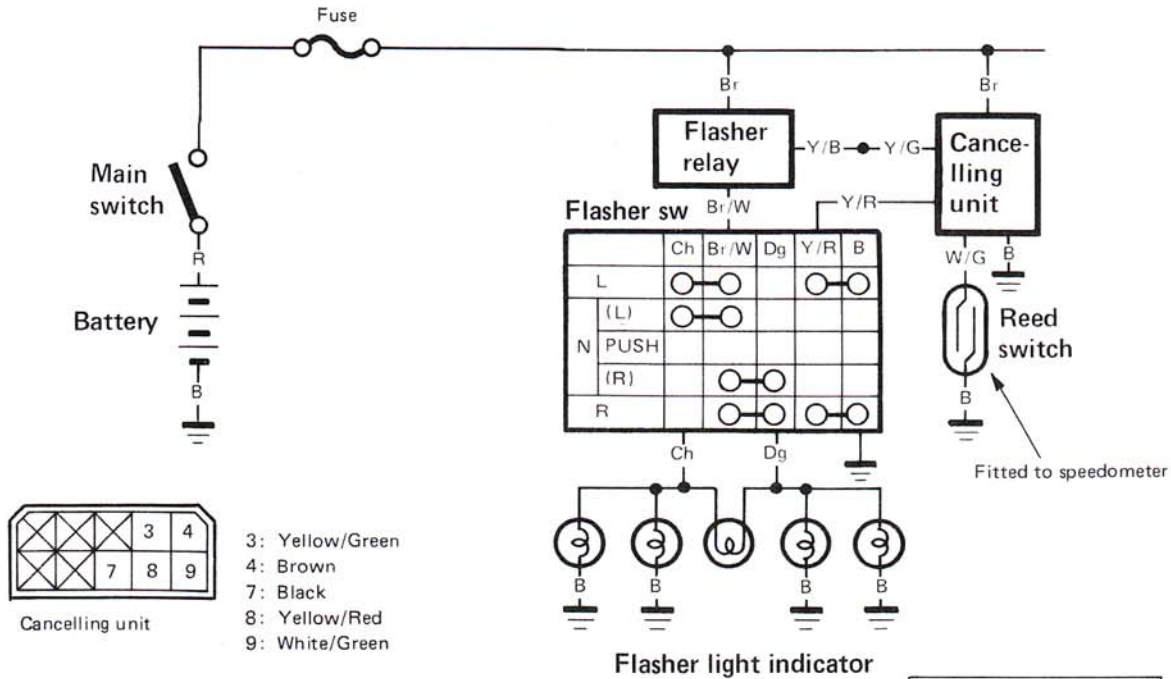 Fuse
Br
Br
Flasher
relay
Y/B
Y/G
Cance-
lling
unit
Main
switch
Br/W
Y/R
Flasher sw
R
Ch Br/W Dg Y/R B
W/G
B
L
Battery
(L)
N PUSH
(R)
Reed
switch
B
B
R
Ch
Dg
Fitted to speedometer
3 4
7 8 9
Cancelling unit
3: Yellow/Green
4: Brown
7: Black
8: Yellow/Red
9: White/Green
B B B B
Flasher light indicator